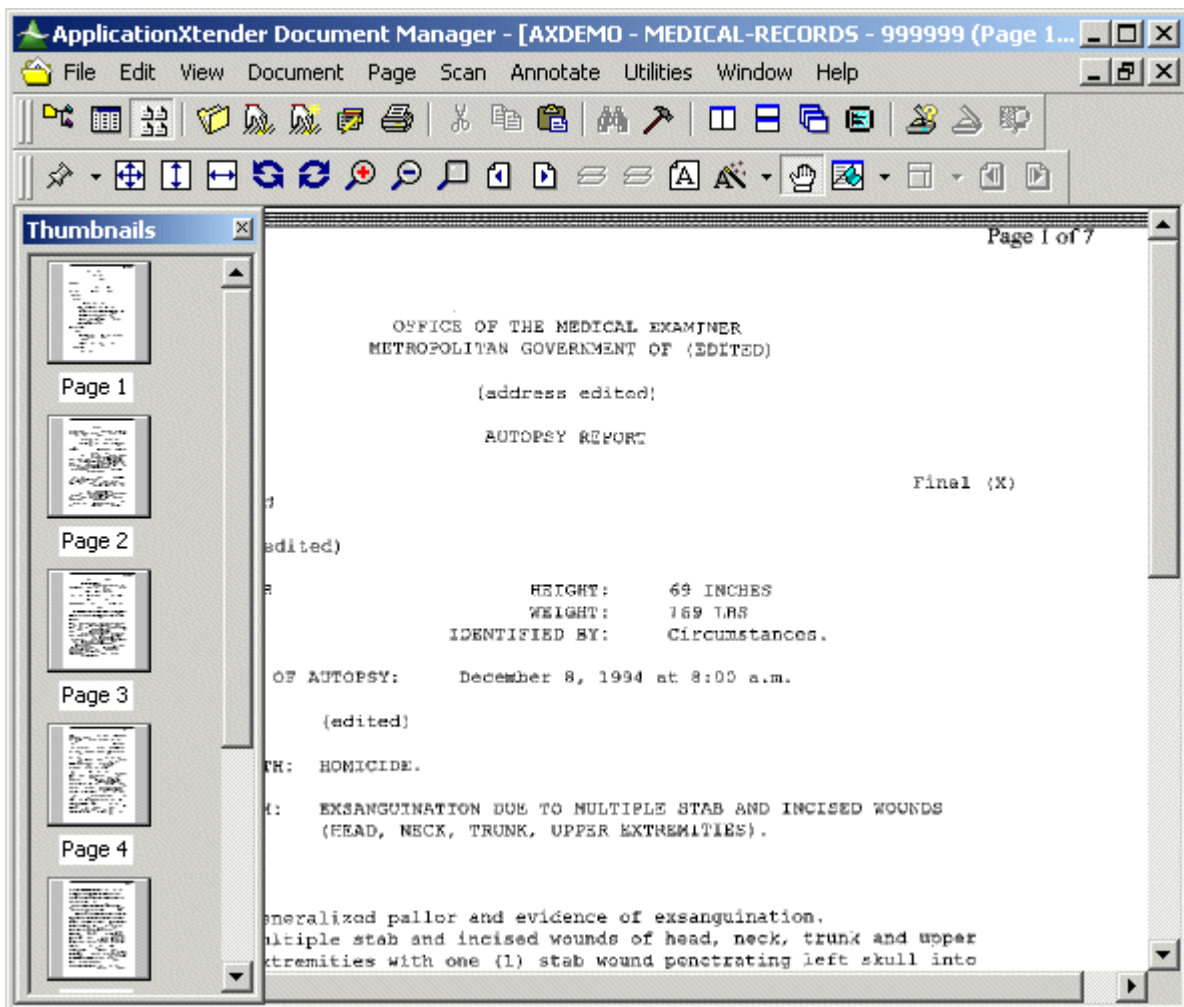 ApplicationXtender Document Manager - [AXDEMO - MEDICAL-RECORDS - 999999 (Page 1...
File Edit View Document Page Scan Annotate Utilities Window Help
Thumbnails
Page 1
Page 2
Page 3
Page 4
Page 1 of 7
OFFICE OF THE MEDICAL EXAMINER
METROPOLITAN GOVERNMENT OF (EDITED)
(address edited)
AUTOPSY REPORT
Final (X)
edited)
HEIGHT: 69 INCHES
WEIGHT: 169 LBS
IDENTIFIED BY: Circumstances.
OF AUTOPSY: December 8, 1994 at 8:00 a.m.
(edited)
TH: HOMICIDE.
H: EXSANGUINATION DUE TO MULTIPLE STAB AND INCISED WOUNDS
(HEAD, NECK, TRUNK, UPPER EXTREMITIES).
eneralized pallor and evidence of exsanguination.
ultiple stab and incised wounds of head, neck, trunk and upper
xtremities with one (1) stab wound penetrating left skull into